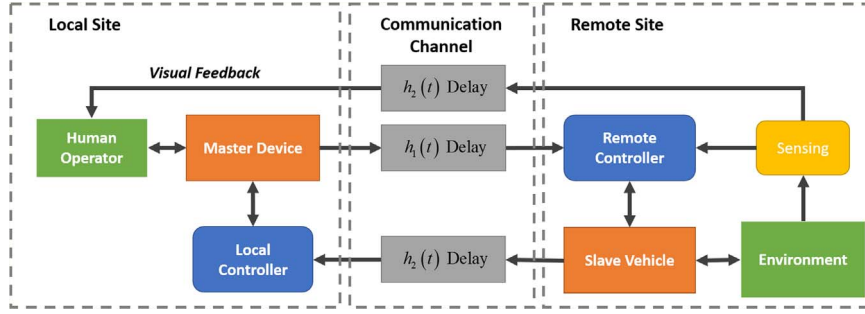 Local Site
Communication
Channel
Remote Site
Visual Feedback
h₂(t) Delay
Human
Operator
Master Device
h₁(t) Delay
Remote
Controller
Sensing
Local
Controller
h₂(t) Delay
Slave Vehicle
Environment